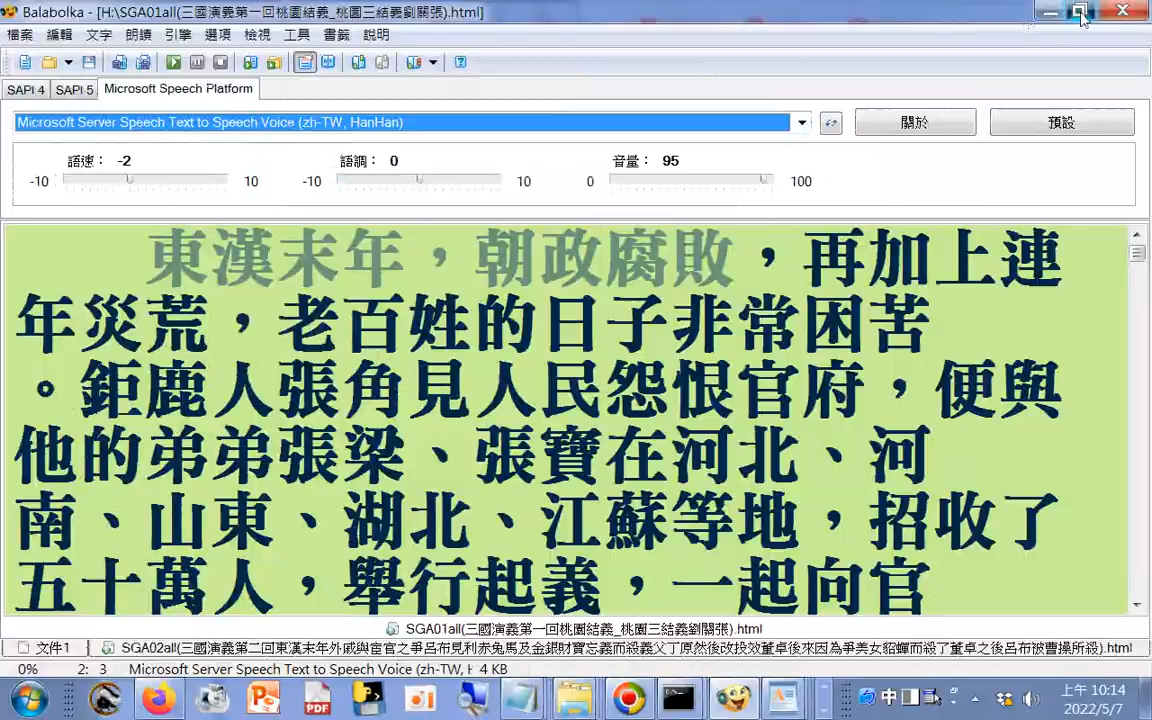 Balabolka - [H:\SGA01all(三國演義第一回桃園結義_桃園三結義劉關張).html]
檔案 編輯 文字 朗讀 引擎 選項 檢視 工具 書籤 說明
SAPI 4 SAPI 5 Microsoft Speech Platform
Microsoft Server Speech Text to Speech Voice (zh-TW, HanHan) 關於 預設
語速： -2 語調： 0 音量： 95
-10 10 -10 10 0 100
東漢末年，朝政腐敗，再加上連
年災荒，老百姓的日子非常困苦
。鉅鹿人張角見人民怨恨官府，便與
他的弟弟張梁、張寶在河北、河
南、山東、湖北、江蘇等地，招收了
五十萬人，舉行起義，一起向官
SGA01all(三國演義第一回桃園結義_桃園三結義劉關張).html
文件1 SGA02all(三國演義第二回東漢末年外戚與宦官之爭呂布見利赤兔馬及金銀財寶忘義而殺義父丁原然後改投效董卓後來因為爭美女貂蟬而殺了董卓之後呂布被曹操所殺).html
0% 2: 3 Microsoft Server Speech Text to Speech Voice (zh-TW, H 4 KB
PDF 中 上午 10:14
2022/5/7